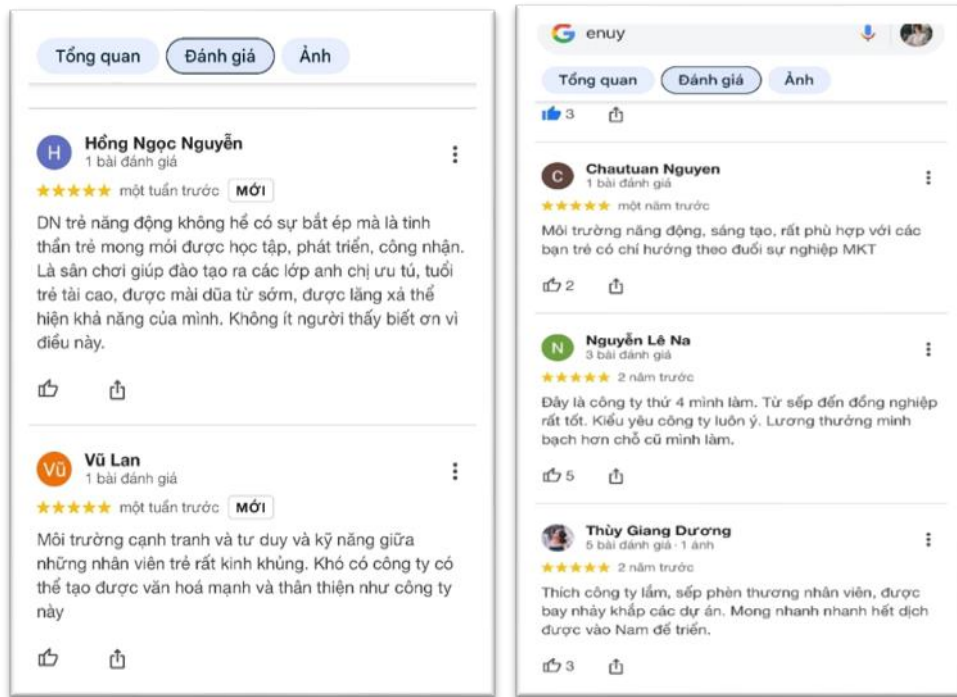 Tổng quan
Đánh giá
Ảnh
H
Hồng Ngọc Nguyễn
1 bài đánh giá
một tuần trước MỚI
DN trẻ năng động không hề có sự bắt ép mà là tinh
thần trẻ mong mỏi được học tập, phát triển, công nhận.
Là sân chơi giúp đào tạo ra các lớp anh chị ưu tú, tuổi
trẻ tài cao, được mài dũa từ sớm, được lăng xả thể
hiện khả năng của mình. Không ít người thấy biết ơn vì
điều này.
Vũ
Vũ Lan
1 bài đánh giá
một tuần trước MỚI
Môi trường cạnh tranh và tư duy và kỹ năng giữa
những nhân viên trẻ rất kinh khủng. Khó có công ty có
thể tạo được văn hoá mạnh và thân thiện như công ty
này
G enuy
Tổng quan
Đánh giá
Ảnh
3
C
Chautuan Nguyen
1 bài đánh giá
một năm trước
Môi trường năng động, sáng tạo, rất phù hợp với các
bạn trẻ có chí hướng theo đuổi sự nghiệp MKT
2
N
Nguyễn Lê Na
3 bài đánh giá
2 năm trước
Đây là công ty thứ 4 mình làm. Từ sếp đến đồng nghiệp
rất tốt. Kiểu yêu công ty luôn ý. Lương thưởng minh
bạch hơn chỗ cũ mình làm.
5
Thùy Giang Dương
5 bài đánh giá · 1 ảnh
2 năm trước
Thích công ty lắm, sếp phèn thương nhân viên, được
bay nhảy khắp các dự án. Mong nhanh nhanh hết dịch
được vào Nam để triển.
3